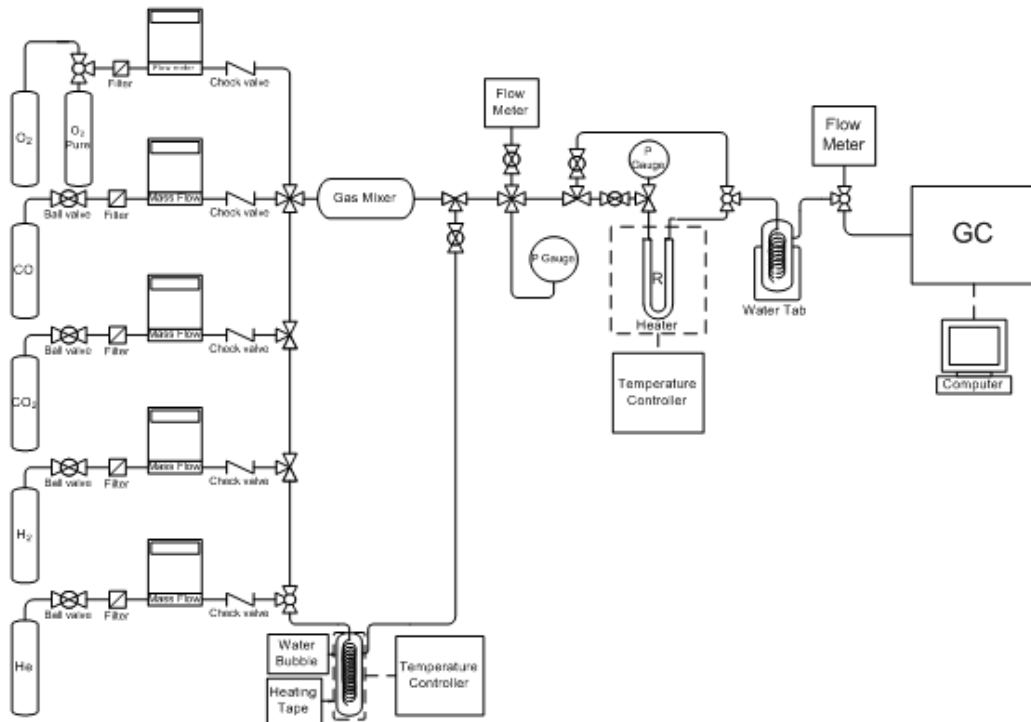 Flow meter
Filter
Check valve
O2
O2
Pure
Flow
Meter
P
Gauge
Flow
Meter
Mass Flow
Ball valve
Filter
Check valve
Gas Mixer
CO
P Gauge
R
Heater
Water Tab
GC
Mass Flow
Ball valve
Filter
Check valve
CO2
Temperature
Controller
Computer
Mass Flow
Ball valve
Filter
Check valve
H2
Mass Flow
Ball valve
Filter
Check valve
He
Water
Bubble
Heating
Tape
Temperature
Controller